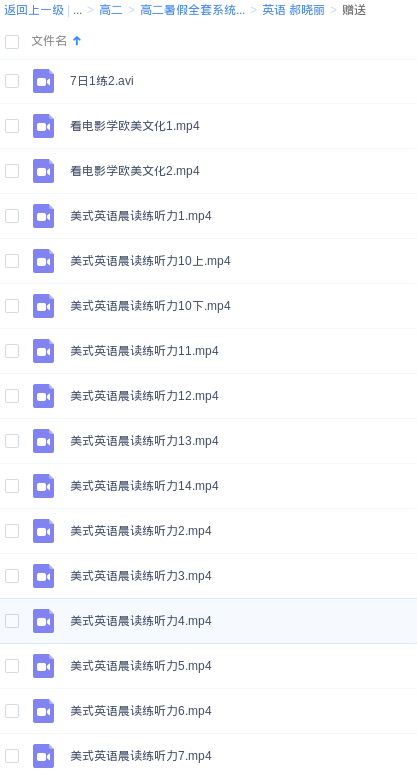 返回上一级 | ... > 高二 > 高二暑假全套系统... > 英语 郝晓丽 > 赠送
文件名
7日1练2.avi
看电影学欧美文化1.mp4
看电影学欧美文化2.mp4
美式英语晨读练听力1.mp4
美式英语晨读练听力10上.mp4
美式英语晨读练听力10下.mp4
美式英语晨读练听力11.mp4
美式英语晨读练听力12.mp4
美式英语晨读练听力13.mp4
美式英语晨读练听力14.mp4
美式英语晨读练听力2.mp4
美式英语晨读练听力3.mp4
美式英语晨读练听力4.mp4
美式英语晨读练听力5.mp4
美式英语晨读练听力6.mp4
美式英语晨读练听力7.mp4